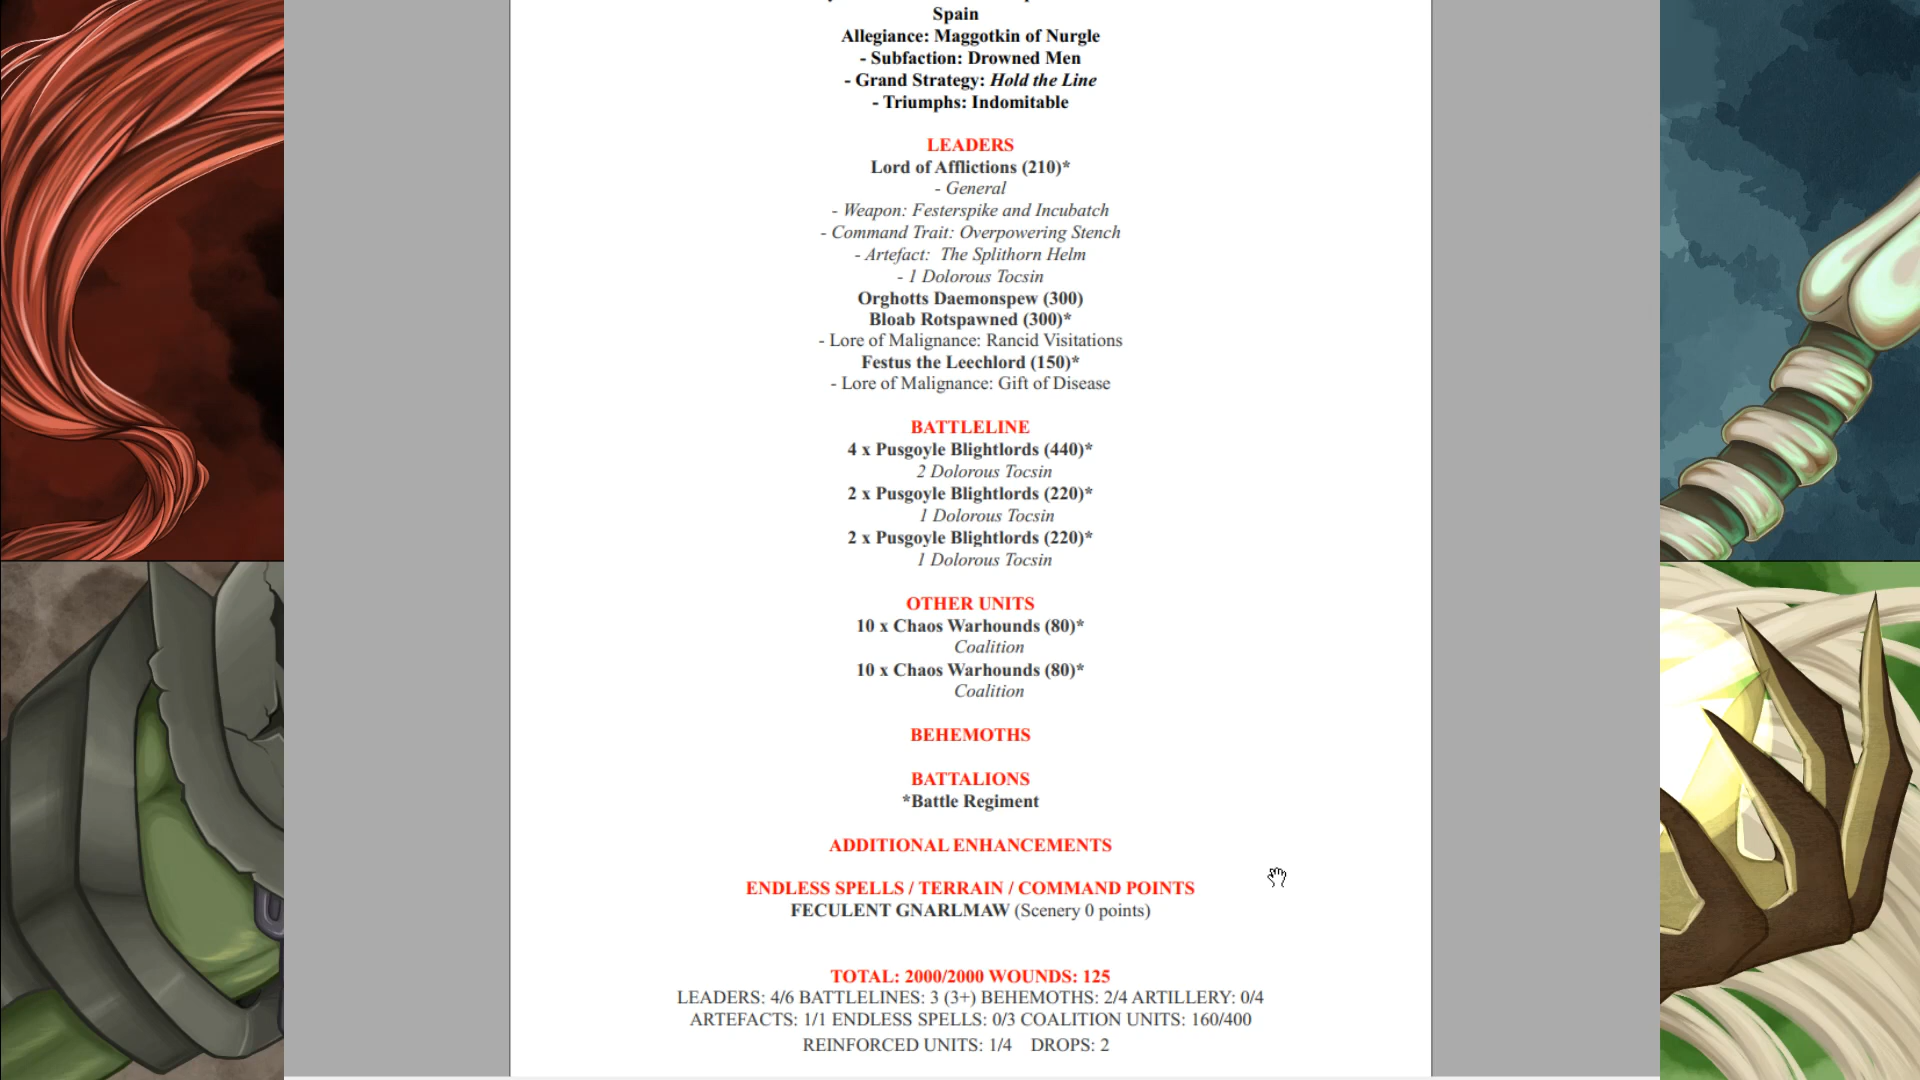 Spain
Allegiance: Maggotkin of Nurgle
- Subfaction: Drowned Men
- Grand Strategy: Hold the Line
- Triumphs: Indomitable
LEADERS
Lord of Afflictions (210)*
- General
- Weapon: Festerspike and Incubatch
- Command Trait: Overpowering Stench
- Artefact: The Splithorn Helm
- 1 Dolorous Tocsin
Orghotts Daemonspew (300)
Bloab Rotspawned (300)*
- Lore of Malignance: Rancid Visitations
Festus the Leechlord (150)*
- Lore of Malignance: Gift of Disease
BATTLELINE
4 x Pusgoyle Blightlords (440)*
2 Dolorous Tocsin
2 x Pusgoyle Blightlords (220)*
1 Dolorous Tocsin
2 x Pusgoyle Blightlords (220)*
1 Dolorous Tocsin
OTHER UNITS
10 x Chaos Warhounds (80)*
Coalition
10 x Chaos Warhounds (80)*
Coalition
BEHEMOTHS
BATTALIONS
*Battle Regiment
ADDITIONAL ENHANCEMENTS
ENDLESS SPELLS / TERRAIN / COMMAND POINTS
FECULENT GNARLMAW (Scenery 0 points)
TOTAL: 2000/2000 WOUNDS: 125
LEADERS: 4/6 BATTLELINES: 3 (3+) BEHEMOTHS: 2/4 ARTILLERY: 0/4
ARTEFACTS: 1/1 ENDLESS SPELLS: 0/3 COALITION UNITS: 160/400
REINFORCED UNITS: 1/4 DROPS: 2